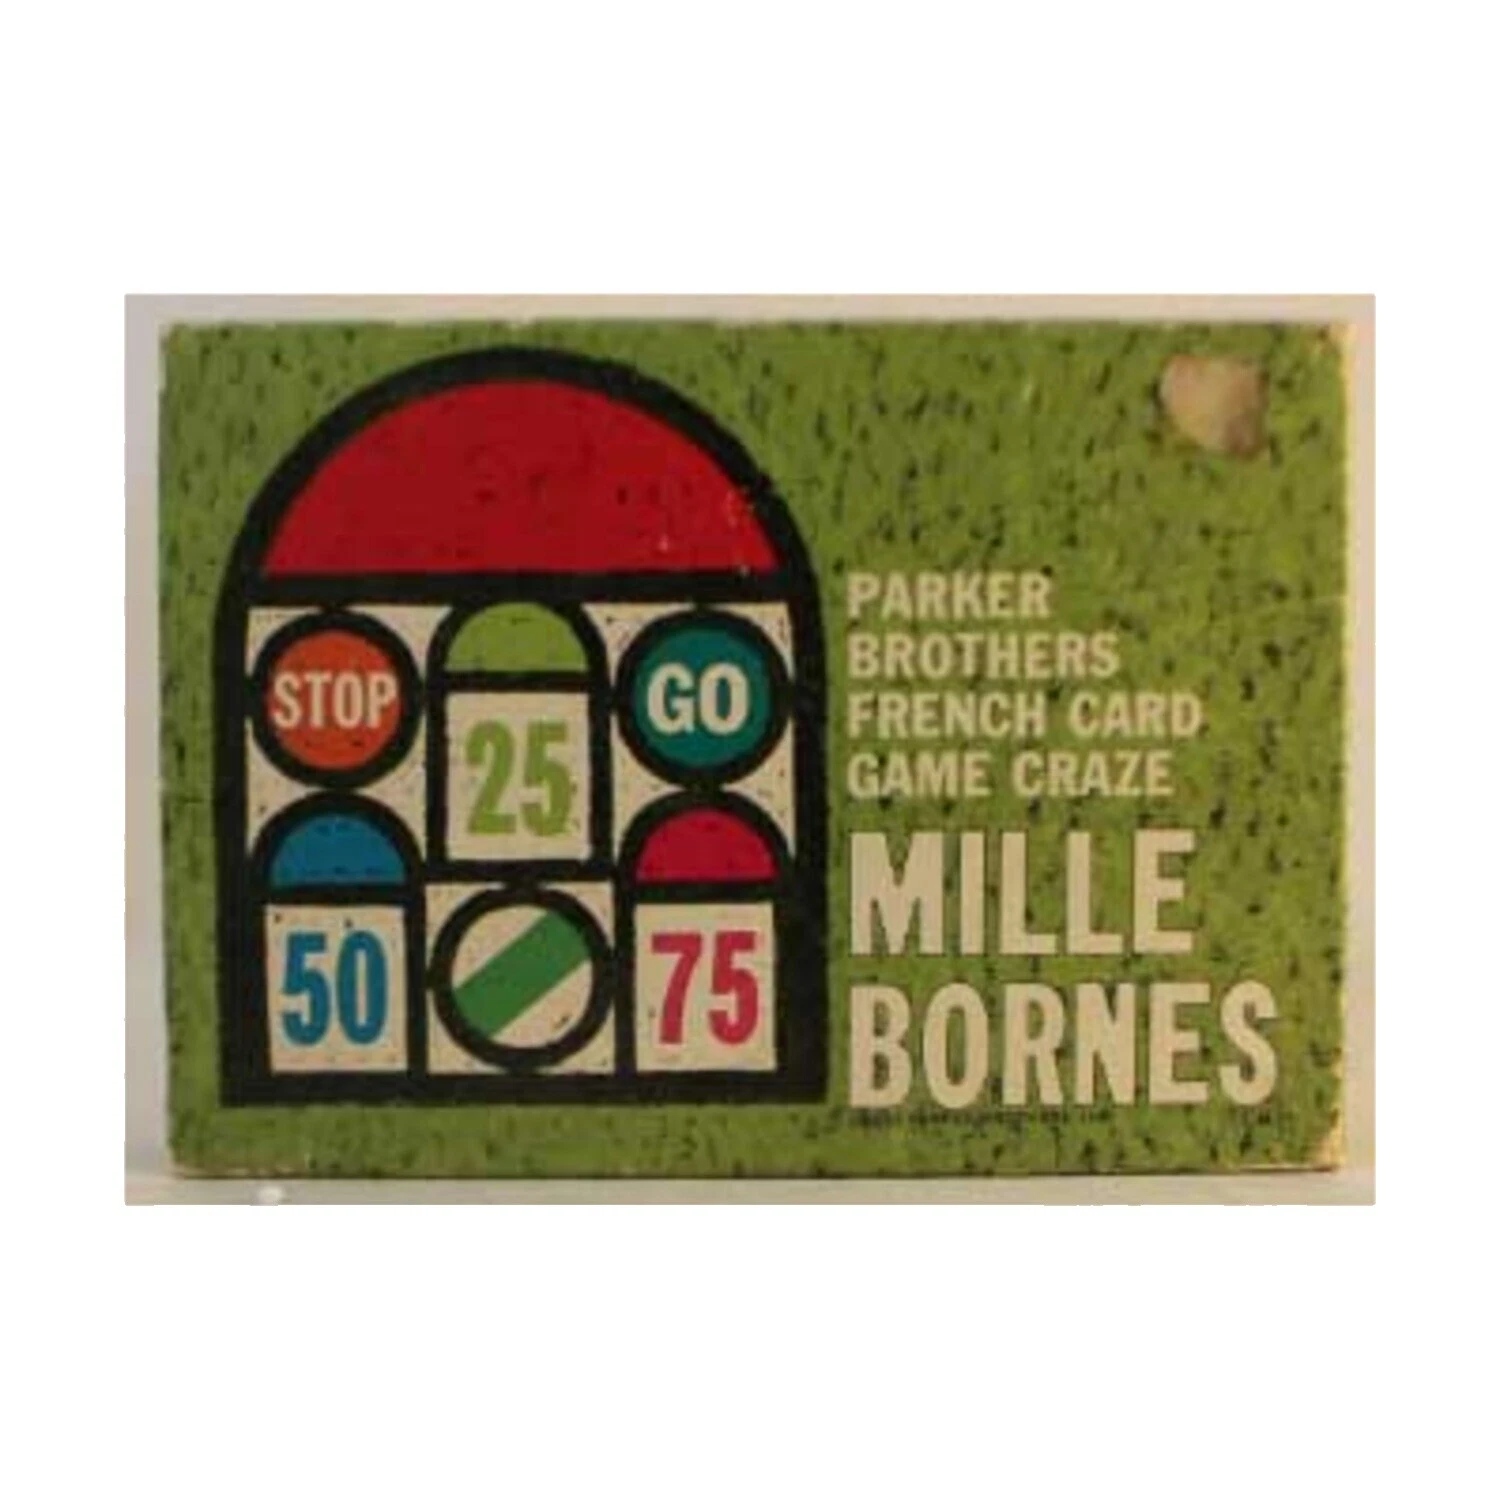 STOP
GO
25
50
75
PARKER
BROTHERS
FRENCH CARD
GAME CRAZE
MILLE
BORNES